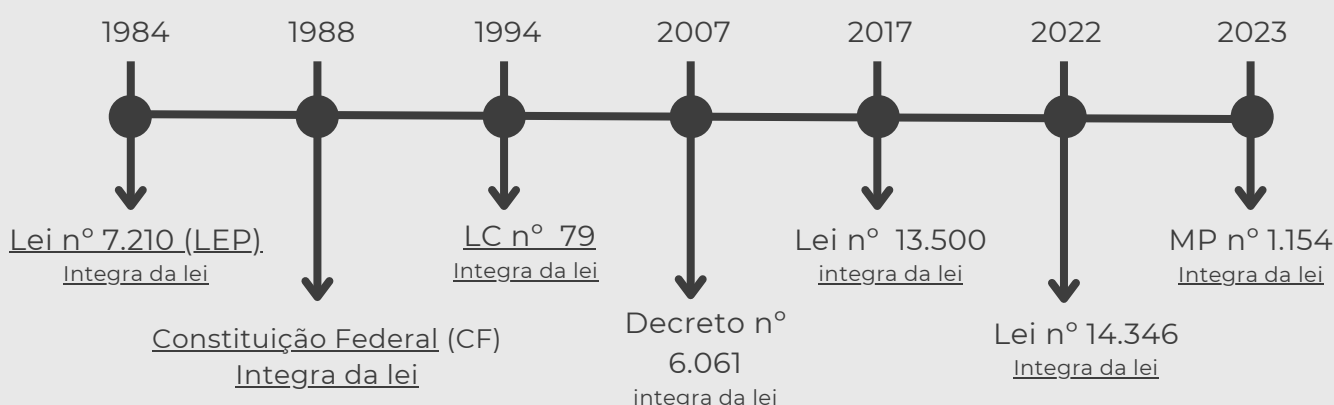 1984
1988
1994
2007
2017
2022
2023
Lei nº 7.210 (LEP)
Integra da lei
Constituição Federal (CF)
Integra da lei
LC nº 79
Integra da lei
Decreto nº
6.061
integra da lei
Lei nº 13.500
integra da lei
Lei nº 14.346
Integra da lei
MP nº 1.154
Integra da lei